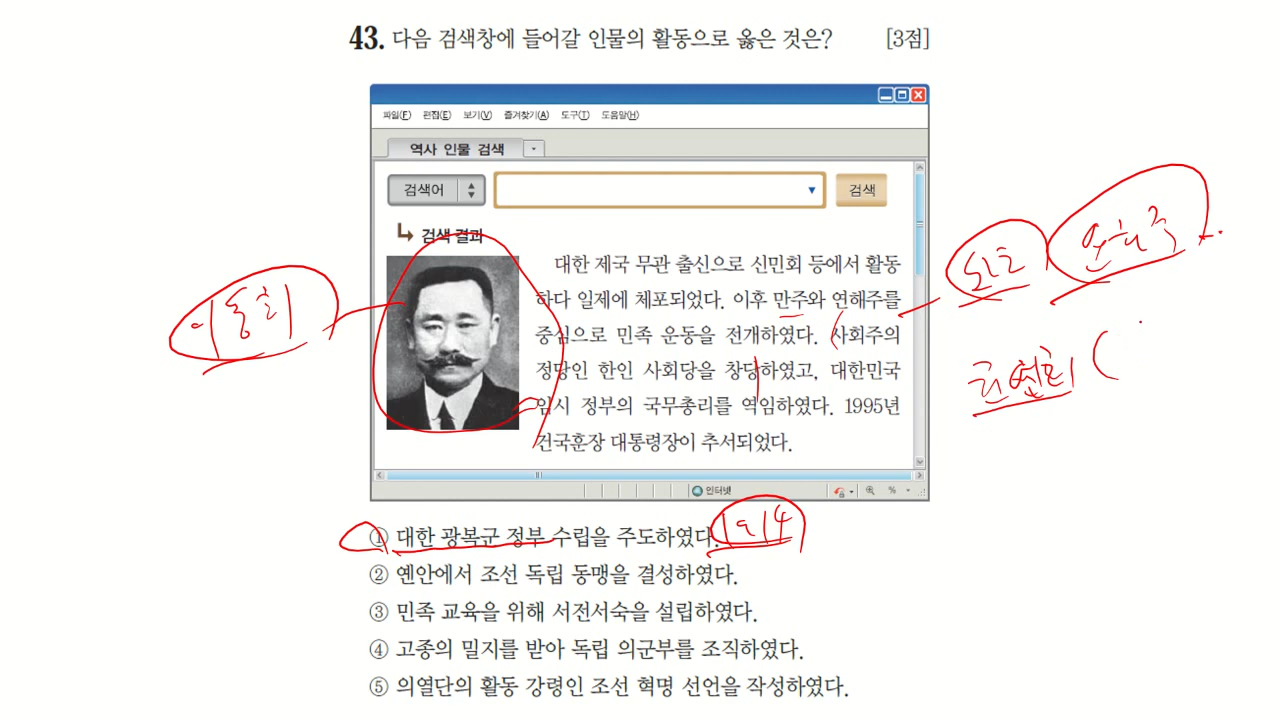 43. 다음 검색창에 들어갈 인물의 활동으로 옳은 것은? [3점]
파일(F) 편집(E) 보기(V) 즐겨찾기(A) 도구(T) 도움말(H)
역사 인물 검색
검색어 검색
검색 결과
대한 제국 무관 출신으로 신민회 등에서 활동
하다 일제에 체포되었다. 이후 만주와 연해주를
중심으로 민족 운동을 전개하였다. 사회주의
정당인 한인 사회당을 창당하였고, 대한민국
임시 정부의 국무총리를 역임하였다. 1995년
건국훈장 대통령장이 추서되었다.
이동휘
연해주
권업회 (
인터넷 %
① 대한 광복군 정부 수립을 주도하였다. 1914
② 옌안에서 조선 독립 동맹을 결성하였다.
③ 민족 교육을 위해 서전서숙을 설립하였다.
④ 고종의 밀지를 받아 독립 의군부를 조직하였다.
⑤ 의열단의 활동 강령인 조선 혁명 선언을 작성하였다.